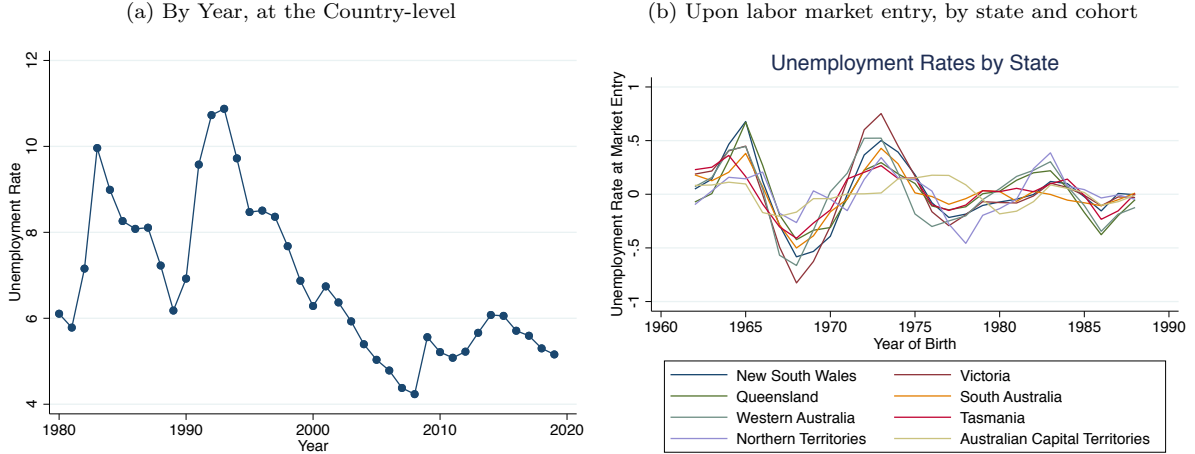 (a) By Year, at the Country-level
12
10
8
6
4
Unemployment Rate
1980
1990
2000
2010
2020
Year
(b) Upon labor market entry, by state and cohort
Unemployment Rates by State
1
.5
0
-.5
-1
Unemployment Rate at Market Entry
1960
1965
1970
1975
1980
1985
1990
Year of Birth
New South Wales
Victoria
Queensland
South Australia
Western Australia
Tasmania
Northern Territories
Australian Capital Territories